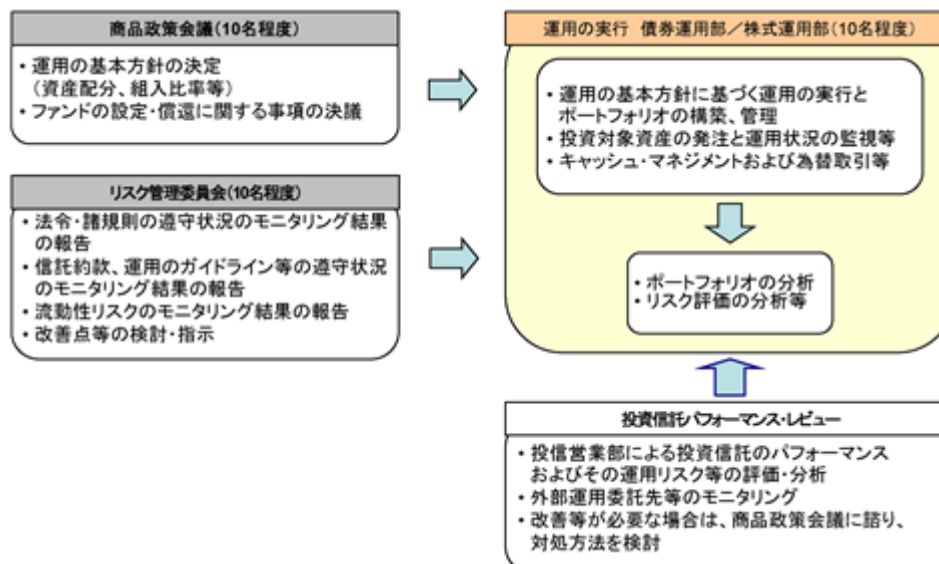 商品政策会議(10名程度)
・運用の基本方針の決定
(資産配分、組入比率等)
・ファンドの設定・償還に関する事項の決議
リスク管理委員会(10名程度)
・法令・諸規則の遵守状況のモニタリング結果
の報告
・信託約款、運用のガイドライン等の遵守状況
のモニタリング結果の報告
・流動性リスクのモニタリング結果の報告
・改善点等の検討・指示
運用の実行 債券運用部/株式運用部(10名程度)
・運用の基本方針に基づく運用の実行と
ポートフォリオの構築、管理
・投資対象資産の発注と運用状況の監視等
・キャッシュ・マネジメントおよび為替取引等
・ポートフォリオの分析
・リスク評価の分析等
投資信託パフォーマンス・レビュー
・投信営業部による投資信託のパフォーマンス
およびその運用リスク等の評価・分析
・外部運用委託先等のモニタリング
・改善等が必要な場合は、商品政策会議に諮り、
対処方法を検討